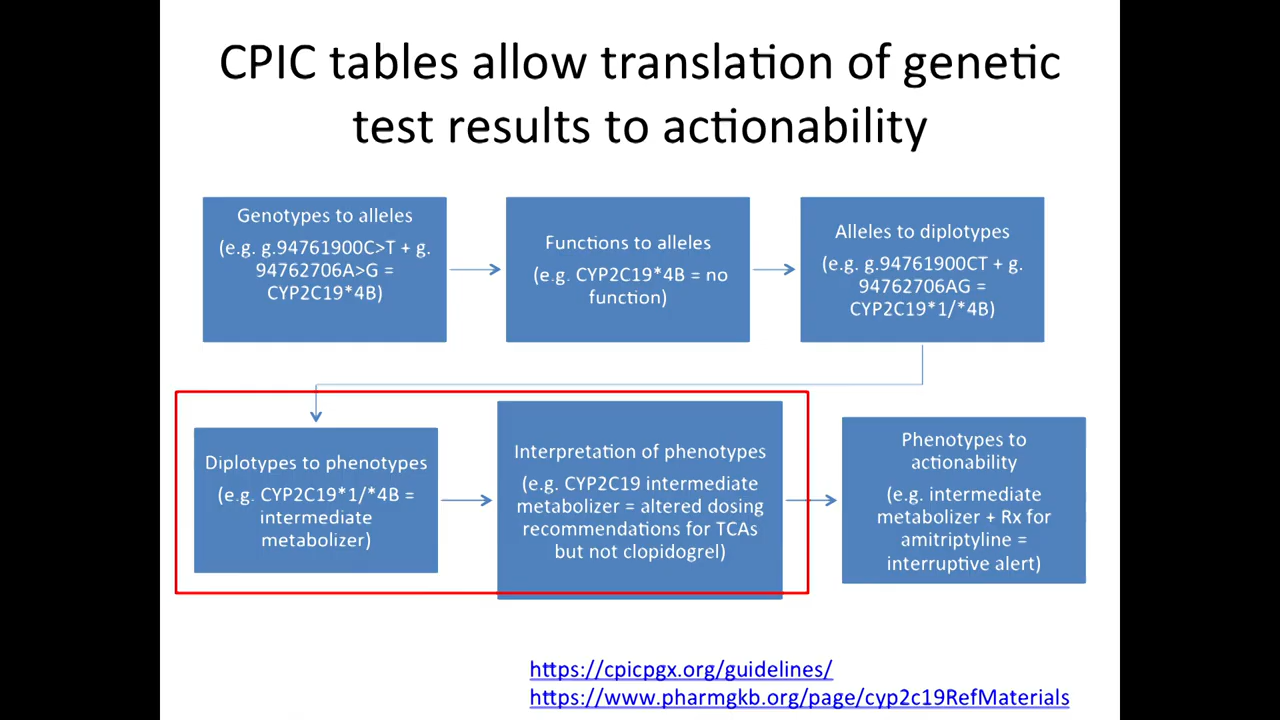 CPIC tables allow translation of genetic
test results to actionability
Genotypes to alleles
(e.g. g.94761900C>T + g.
94762706A>G =
CYP2C19*4B)
Functions to alleles
(e.g. CYP2C19*4B = no
function)
Alleles to diplotypes
(e.g. g.94761900CT + g.
94762706AG =
CYP2C19*1/*4B)
Diplotypes to phenotypes
(e.g. CYP2C19*1/*4B =
intermediate
metabolizer)
Interpretation of phenotypes
(e.g. CYP2C19 intermediate
metabolizer = altered dosing
recommendations for TCAs
but not clopidogrel)
Phenotypes to
actionability
(e.g. intermediate
metabolizer + Rx for
amitriptyline =
interruptive alert)
https://cpicpgx.org/guidelines/
https://www.pharmgkb.org/page/cyp2c19RefMaterials